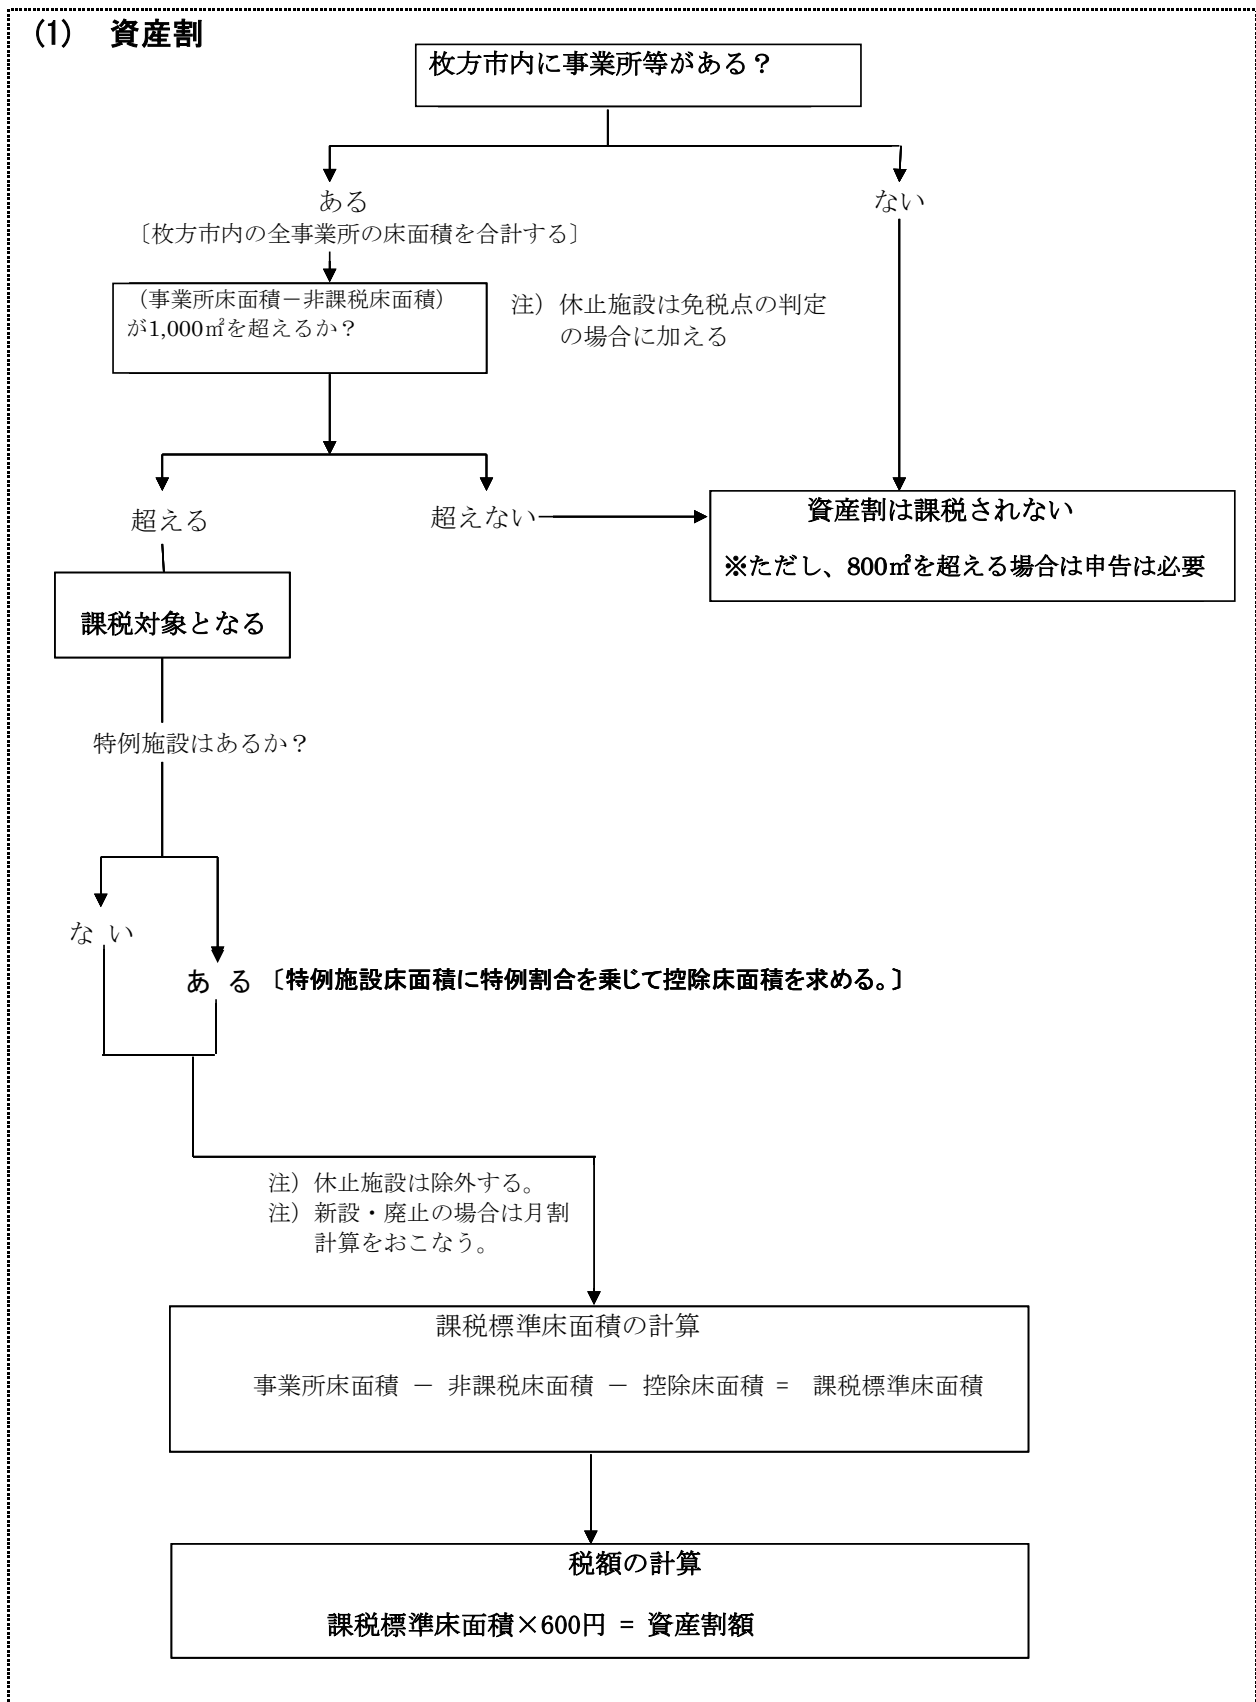 (1) 資産割
枚方市内に事業所等がある？
ある
ない
〔枚方市内の全事業所の床面積を合計する〕
（事業所床面積－非課税床面積）
が1,000㎡を超えるか？
注）休止施設は免税点の判定
の場合に加える
超える
超えない
資産割は課税されない
※ただし、800㎡を超える場合は申告は必要
課税対象となる
特例施設はあるか？
な い
あ る 〔特例施設床面積に特例割合を乗じて控除床面積を求める。〕
注）休止施設は除外する。
注）新設・廃止の場合は月割
計算をおこなう。
課税標準床面積の計算
事業所床面積 － 非課税床面積 － 控除床面積 = 課税標準床面積
税額の計算
課税標準床面積×600円 = 資産割額